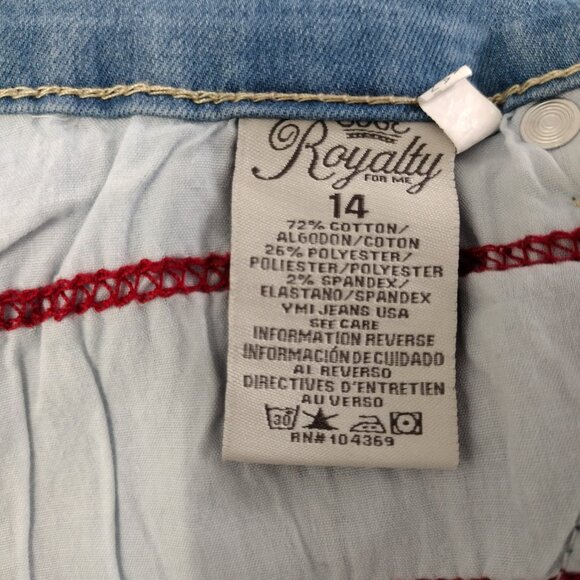 Royalty
FOR ME
14
72% COTTON/
ALGODON/COTON
26% POLYESTER/
POLIESTER/POLYESTER
2% SPANDEX/
ELASTANO/SPANDEX
YMI JEANS USA
SEE CARE
INFORMATION REVERSE
INFORMACIÓN DE CUIDADO
AL REVERSO
DIRECTIVES D'ENTRETIEN
AU VERSO
30
RN# 104369